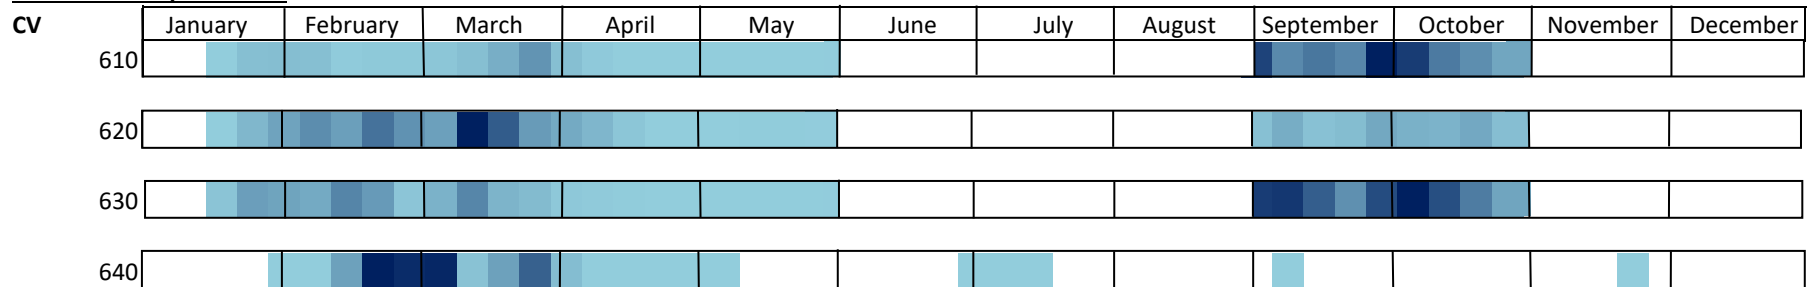 CV January February March April May June July August September October November December
610
620
630
640